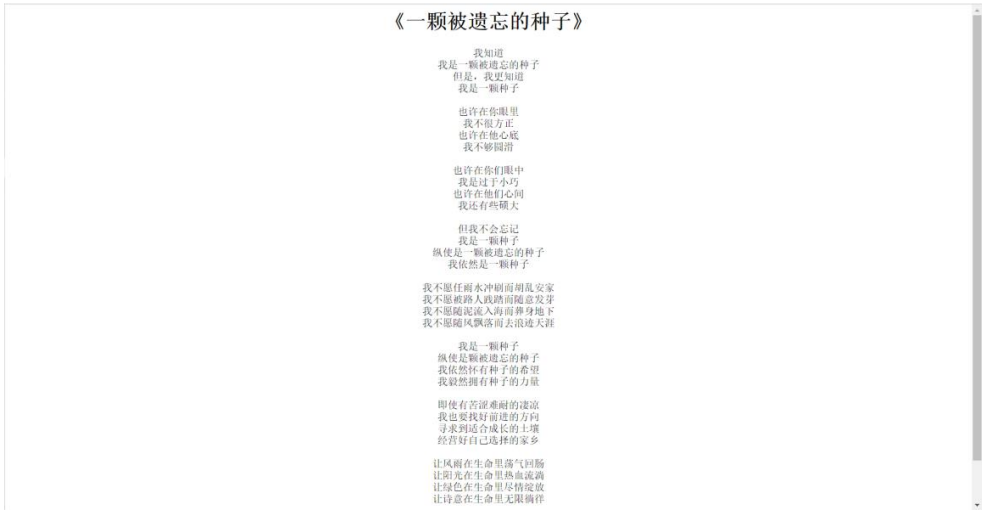 《一颗被遗忘的种子》
我知道
我是一颗被遗忘的种子
但是，我更知道
我是一颗种子
也许在你眼里
我不很方正
也许在他心底
我不够圆滑
也许在你们眼中
我是过于小巧
也许在他们心间
我还有些硕大
但我不会忘记
我是一颗种子
纵使是一颗被遗忘的种子
我依然是一颗种子
我不愿任雨水冲刷而胡乱安家
我不愿被路人践踏而随意发芽
我不愿随泥流入海而葬身地下
我不愿随风飘落而去浪迹天涯
我是一颗种子
纵使是颗被遗忘的种子
我依然怀有种子的希望
我毅然拥有种子的力量
即使有苦涩难耐的凄凉
我也要找好前进的方向
寻求到适合成长的土壤
经营好自己选择的家乡
让风雨在生命里荡气回肠
让阳光在生命里热血流淌
让绿色在生命里尽情绽放
让诗意在生命里无限徜徉